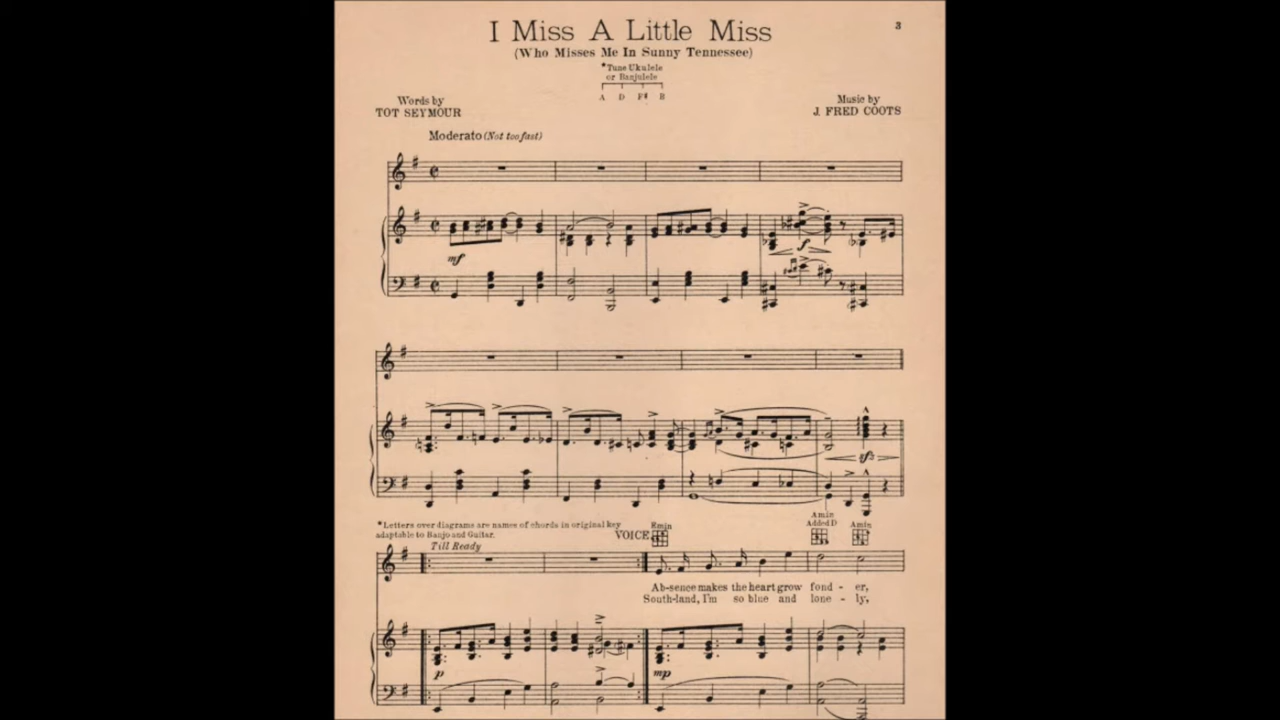 I Miss A Little Miss
3
(Who Misses Me In Sunny Tennessee)
*Tune Ukulele
or Banjulele
A D F# B
Words by
TOT SEYMOUR
Music by
J. FRED COOTS
Moderato (Not too fast)
mf
f
sfz
*Letters over diagrams are names of chords in original key
adaptable to Banjo and Guitar.
Till Ready
VOICE
Emin
Amin
Added D
Amin
Ab-sence makes the heart grow fond - er,
South-land, I'm so blue and lone - ly,
p
mp